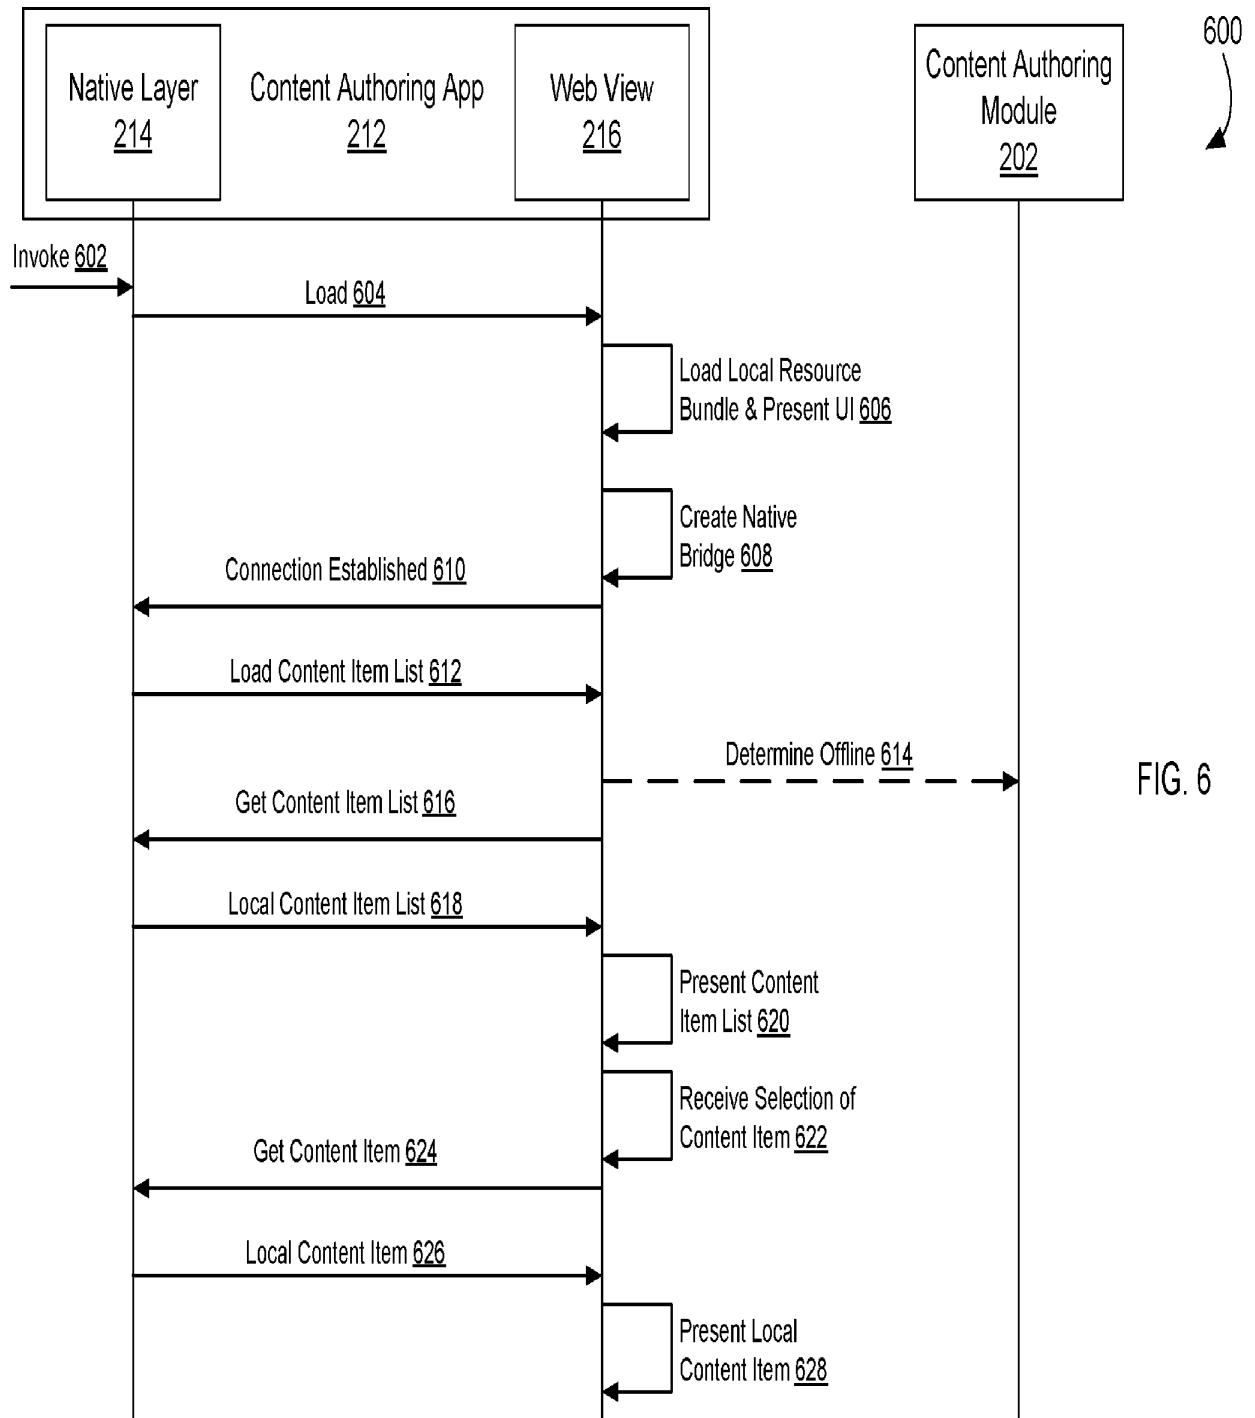 600
Native Layer
214
Content Authoring App
212
Web View
216
Content Authoring
Module
202
Invoke 602
Load 604
Load Local Resource
Bundle & Present UI 606
Create Native
Bridge 608
Connection Established 610
Load Content Item List 612
Determine Offline 614
FIG. 6
Get Content Item List 616
Local Content Item List 618
Present Content
Item List 620
Receive Selection of
Content Item 622
Get Content Item 624
Local Content Item 626
Present Local
Content Item 628